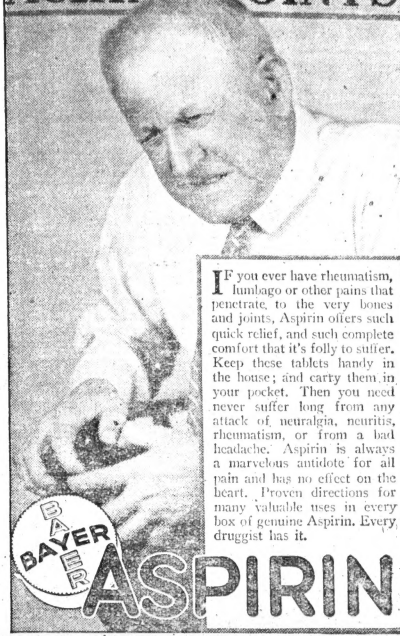 IF you ever have rheumatism,
lumbago or other pains that
penetrate, to the very bones
and joints, Aspirin offers such
quick relief, and such complete
comfort that it's folly to suffer.
Keep these tablets handy in
the house; and carry them in
your pocket. Then you need
never suffer long from any
attack of neuralgia, neuritis,
rheumatism, or from a bad
headache. Aspirin is always
a marvelous antidote for all
pain and has no effect on the
heart. Proven directions for
many valuable uses in every
box of genuine Aspirin. Every
druggist has it.
BAYER
BAYER
ASPIRIN